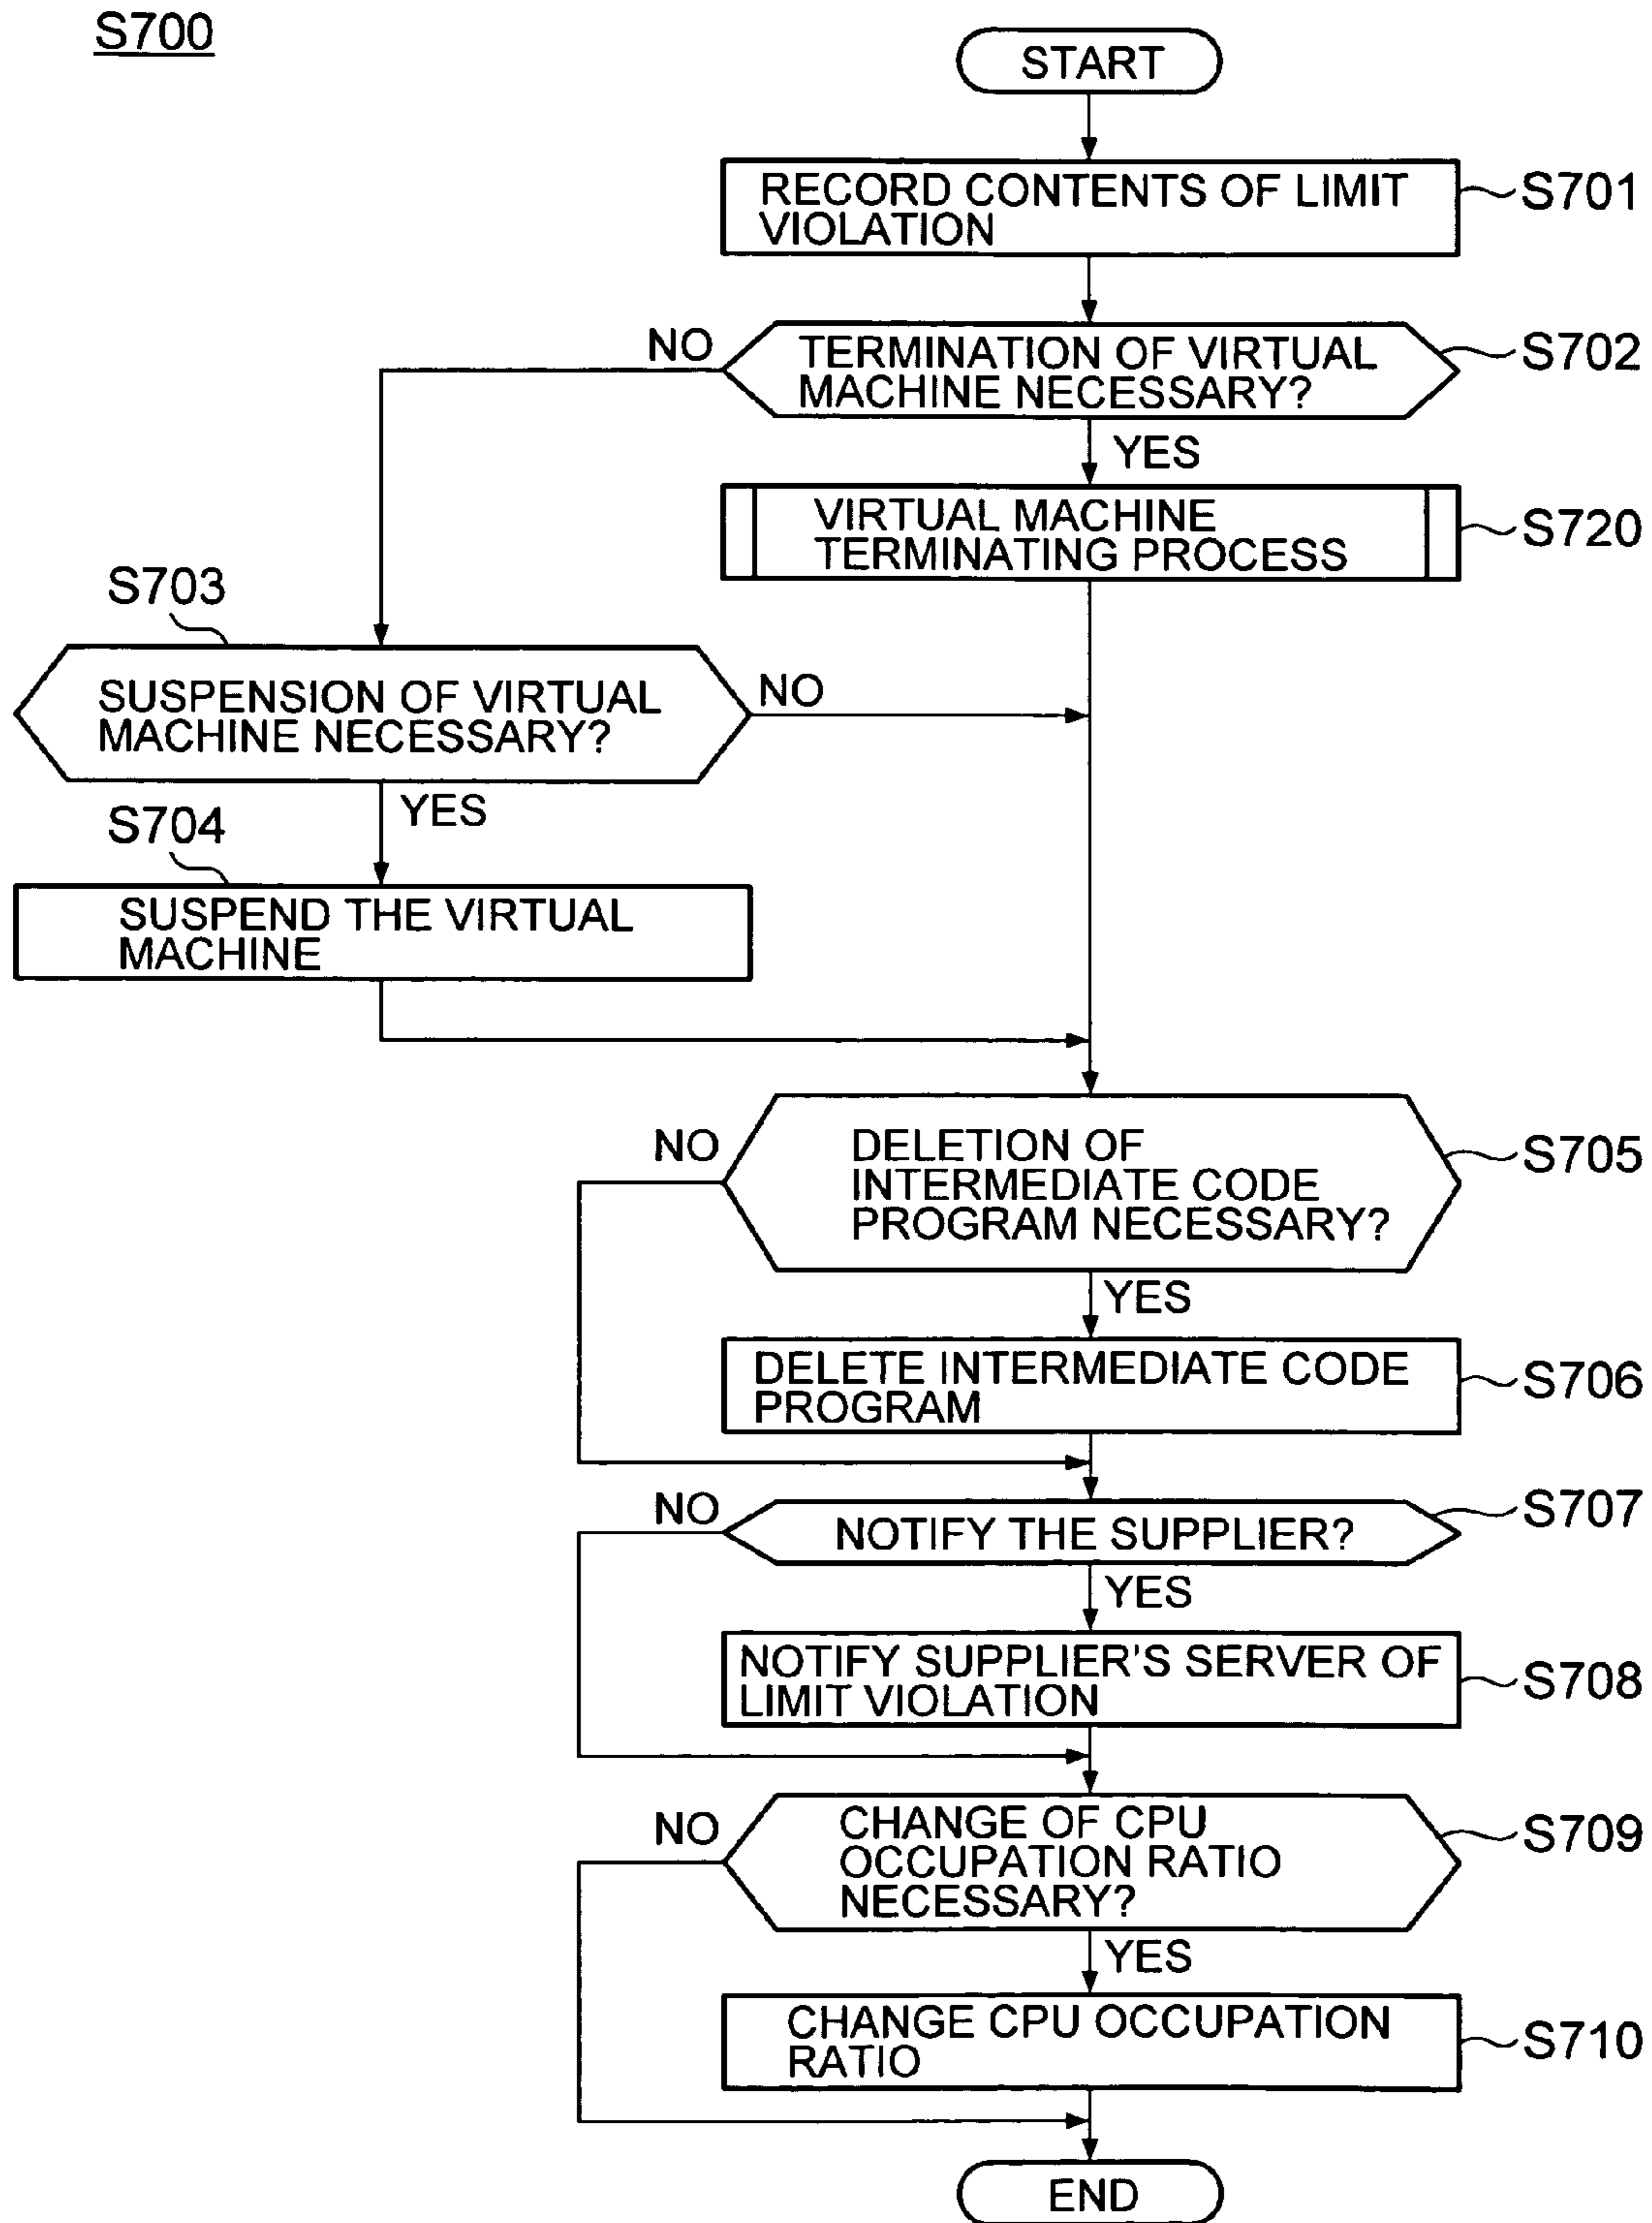 S700
START
RECORD CONTENTS OF LIMIT
VIOLATION
S701
NO
TERMINATION OF VIRTUAL
MACHINE NECESSARY?
S702
YES
VIRTUAL MACHINE
TERMINATING PROCESS
S720
S703
SUSPENSION OF VIRTUAL
MACHINE NECESSARY?
NO
YES
S704
SUSPEND THE VIRTUAL
MACHINE
NO
DELETION OF
INTERMEDIATE CODE
PROGRAM NECESSARY?
S705
YES
DELETE INTERMEDIATE CODE
PROGRAM
S706
NO
NOTIFY THE SUPPLIER?
S707
YES
NOTIFY SUPPLIER'S SERVER OF
LIMIT VIOLATION
S708
NO
CHANGE OF CPU
OCCUPATION RATIO
NECESSARY?
S709
YES
CHANGE CPU OCCUPATION
RATIO
S710
END